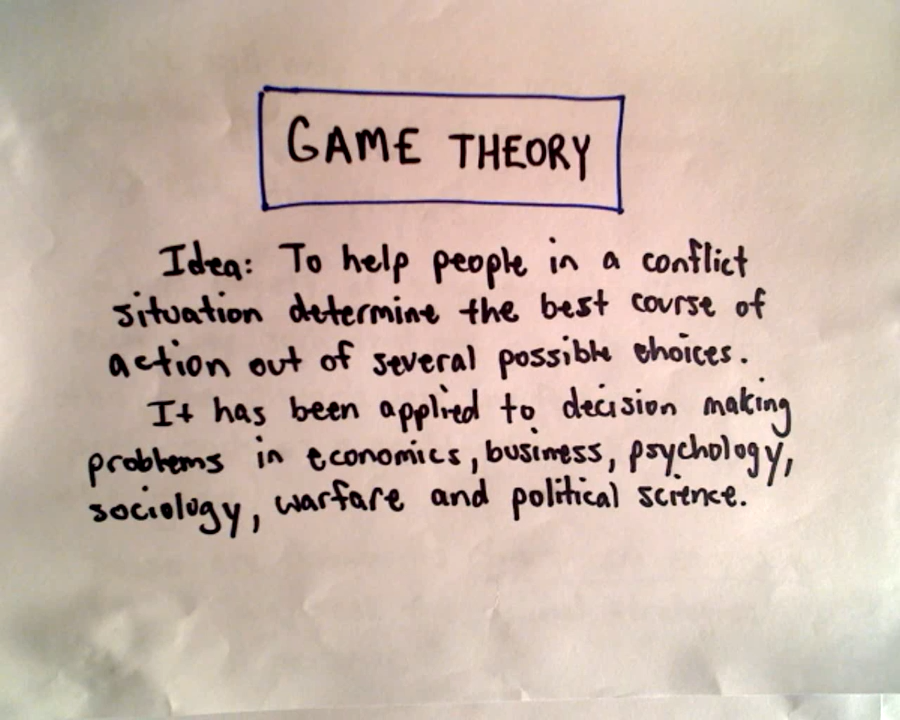 GAME THEORY
Idea: To help people in a conflict
situation determine the best course of
action out of several possible choices.
It has been applied to decision making
problems in economics, business, psychology,
sociology, warfare and political science.